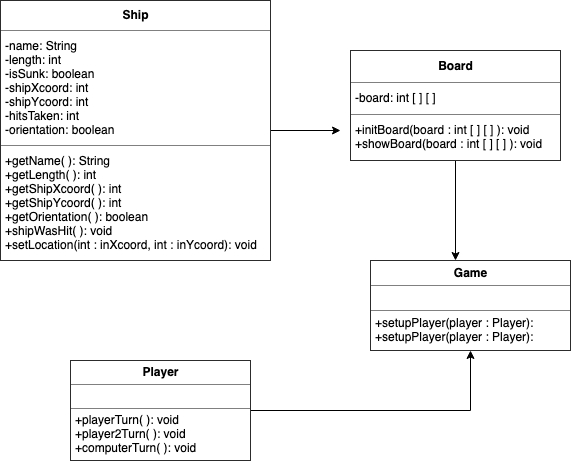 Ship
-name: String
-length: int
-isSunk: boolean
-shipXcoord: int
-shipYcoord: int
-hitsTaken: int
-orientation: boolean
+getName( ): String
+getLength( ): int
+getShipXcoord( ): int
+getShipYcoord( ): int
+getOrientation( ): boolean
+shipWasHit( ): void
+setLocation(int : inXcoord, int : inYcoord): void
Board
-board: int [ ] [ ]
+initBoard(board : int [ ] [ ] ): void
+showBoard(board : int [ ] [ ] ): void
Game
+setupPlayer(player : Player):
+setupPlayer(player : Player):
Player
+playerTurn( ): void
+player2Turn( ): void
+computerTurn( ): void